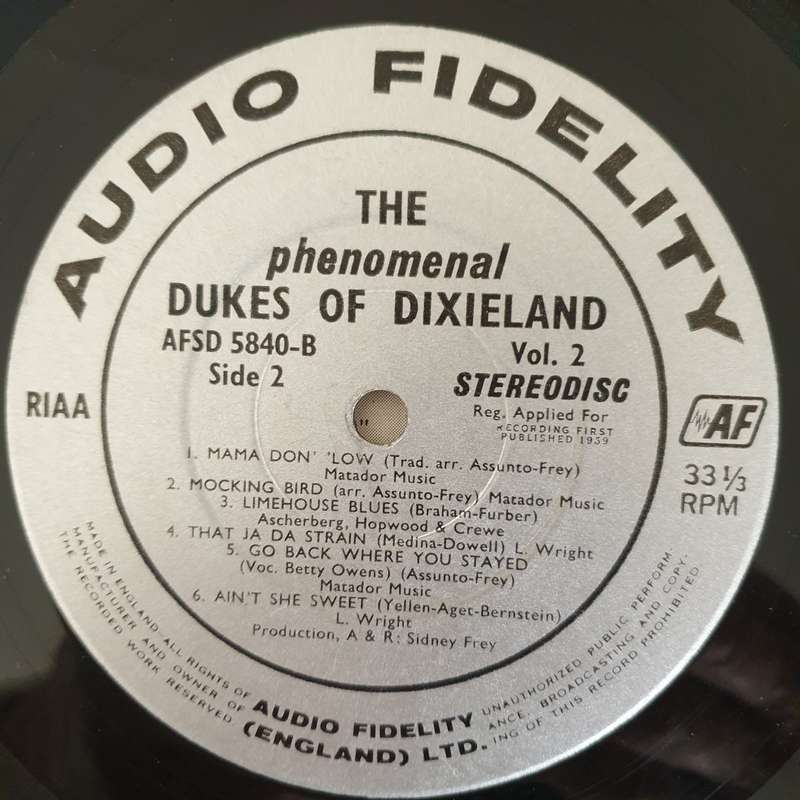 AUDIO FIDELITY
THE
phenomenal
DUKES OF DIXIELAND
AFSD 5840-B
Vol. 2
Side 2
STEREODISC
Reg. Applied For
RECORDING FIRST
PUBLISHED 1959
RIAA
AF
33 1/3
RPM
1. MAMA DON' 'LOW (Trad. arr. Assunto-Frey)
Matador Music
2. MOCKING BIRD (arr. Assunto-Frey) Matador Music
3. LIMEHOUSE BLUES (Braham-Furber)
Ascherberg, Hopwood & Crewe
4. THAT JA DA STRAIN (Medina-Dowell) L. Wright
5. GO BACK WHERE YOU STAYED
(Voc. Betty Owens) (Assunto-Frey)
Matador Music
6. AIN'T SHE SWEET (Yellen-Aget-Bernstein)
L. Wright
Production, A & R: Sidney Frey
MADE IN ENGLAND ALL RIGHTS OF
MANUFACTURER AND OWNER OF
THE RECORDED WORK RESERVED
AUDIO FIDELITY
(ENGLAND) LTD.
UNAUTHORIZED PUBLIC PERFORM
ANCE, BROADCASTING AND COPY-
ING OF THIS RECORD PROHIBITED